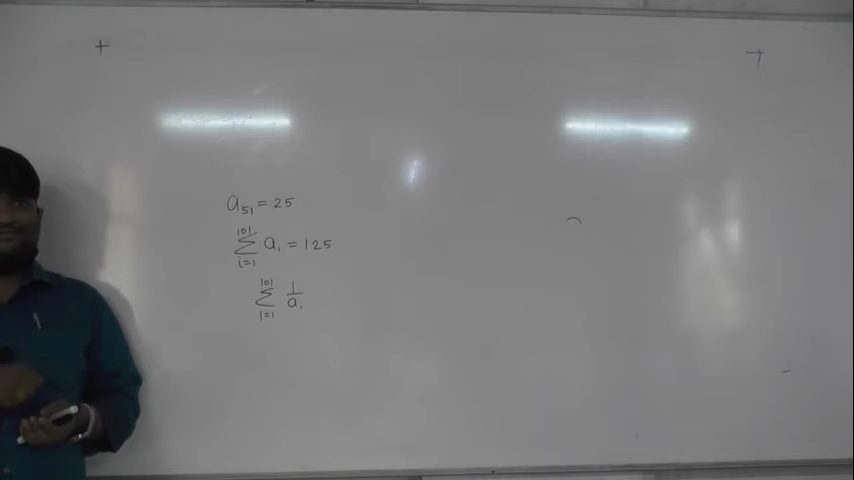 a₅₁ = 25
∑_{i=1}^{101} aᵢ = 125
∑_{i=1}^{101} 1/aᵢ